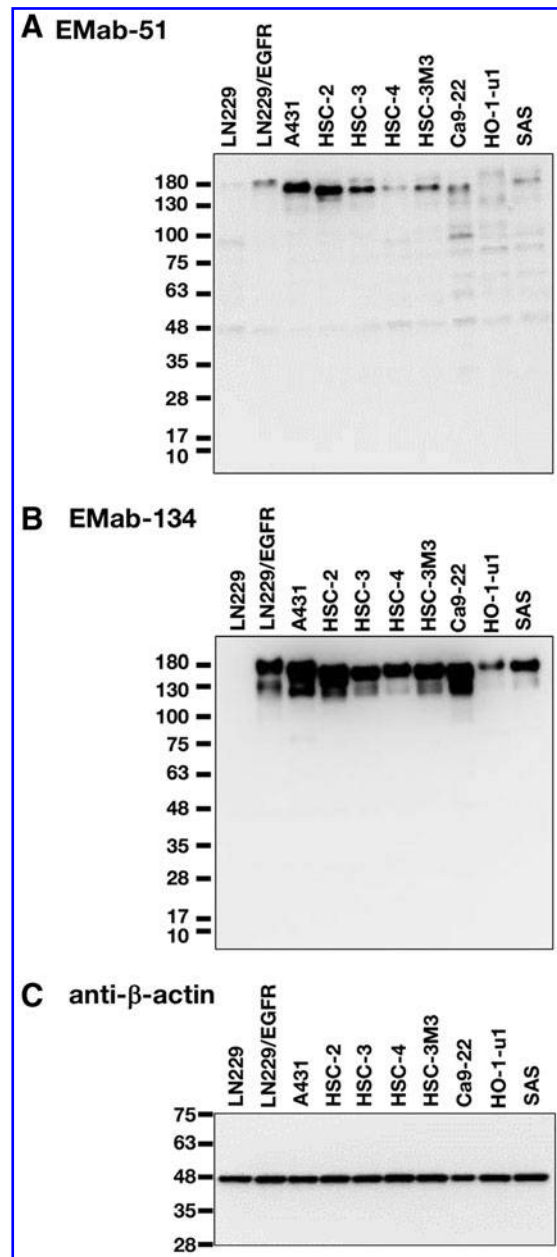 A EMab-51
LN229
LN229/EGFR
A431
HSC-2
HSC-3
HSC-4
HSC-3M3
Ca9-22
HO-1-u1
SAS
180
130
100
75
63
48
35
28
17
10
B EMab-134
LN229
LN229/EGFR
A431
HSC-2
HSC-3
HSC-4
HSC-3M3
Ca9-22
HO-1-u1
SAS
180
130
100
75
63
48
35
28
17
10
C anti-β-actin
LN229
LN229/EGFR
A431
HSC-2
HSC-3
HSC-4
HSC-3M3
Ca9-22
HO-1-u1
SAS
75
63
48
35
28